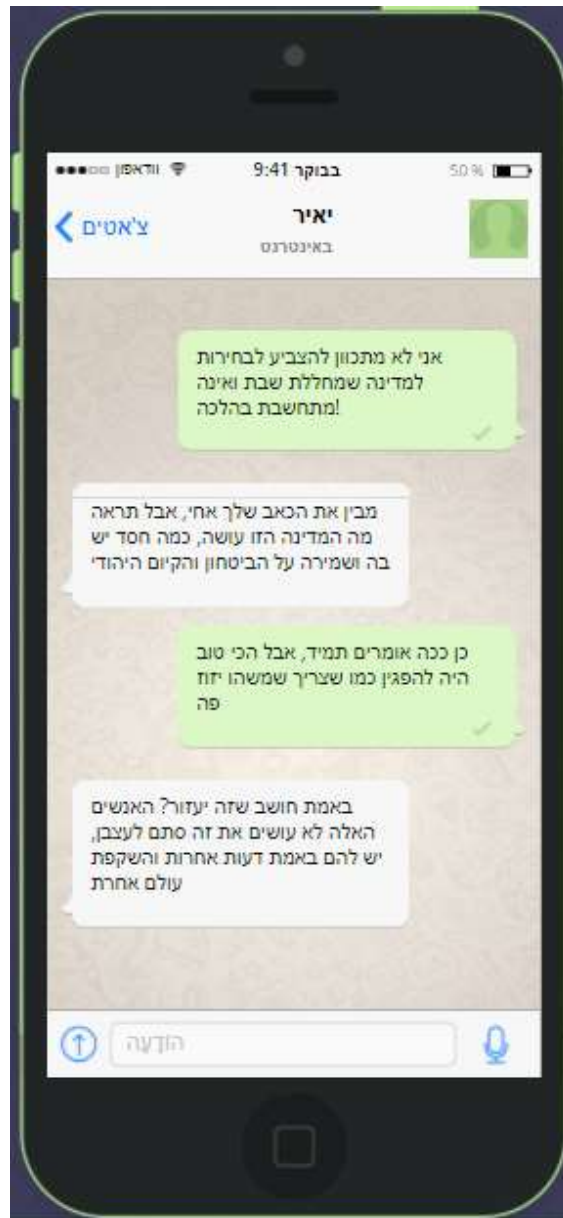 וודאפון
9:41 בבוקר
50 %
צ'אטים
יאיר
באינטרנט
אני לא מתכוון להצביע לבחירות
למדינה שמחללת שבת ואינה
מתחשבת בהלכה!
מבין את הכאב שלך אחי, אבל תראה
מה המדינה הזו עושה, כמה חסד יש
בה ושמירה על הביטחון והקיום היהודי
כן ככה אומרים תמיד, אבל הכי טוב
היה להפגין כמו שצריך שמשהו יזוז
פה
באמת חושב שזה יעזור? האנשים
האלה לא עושים את זה סתם לעצבן,
יש להם באמת דעות אחרות והשקפת
עולם אחרת
הודעה